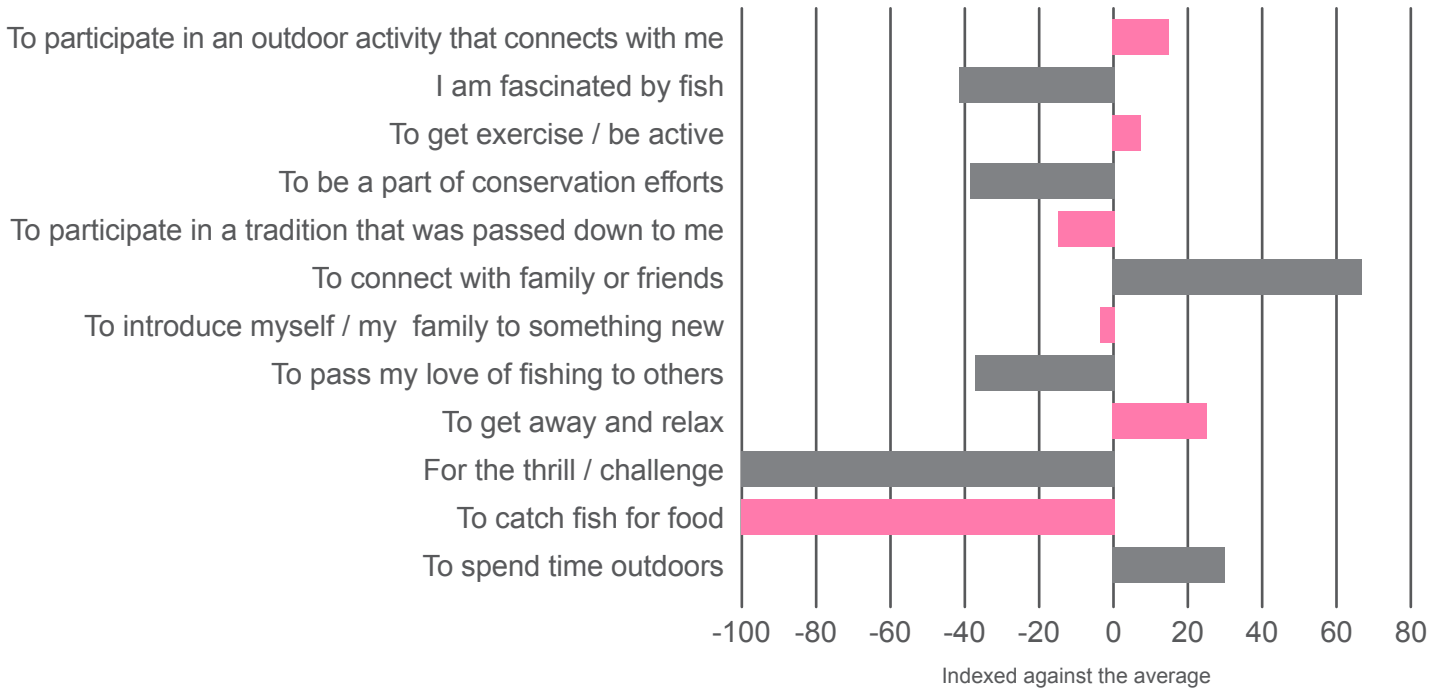 To participate in an outdoor activity that connects with me
I am fascinated by fish
To get exercise / be active
To be a part of conservation efforts
To participate in a tradition that was passed down to me
To connect with family or friends
To introduce myself / my  family to something new
To pass my love of fishing to others
To get away and relax
For the thrill / challenge
To catch fish for food
To spend time outdoors
-100 -80 -60 -40 -20 0 20 40 60 80
Indexed against the average